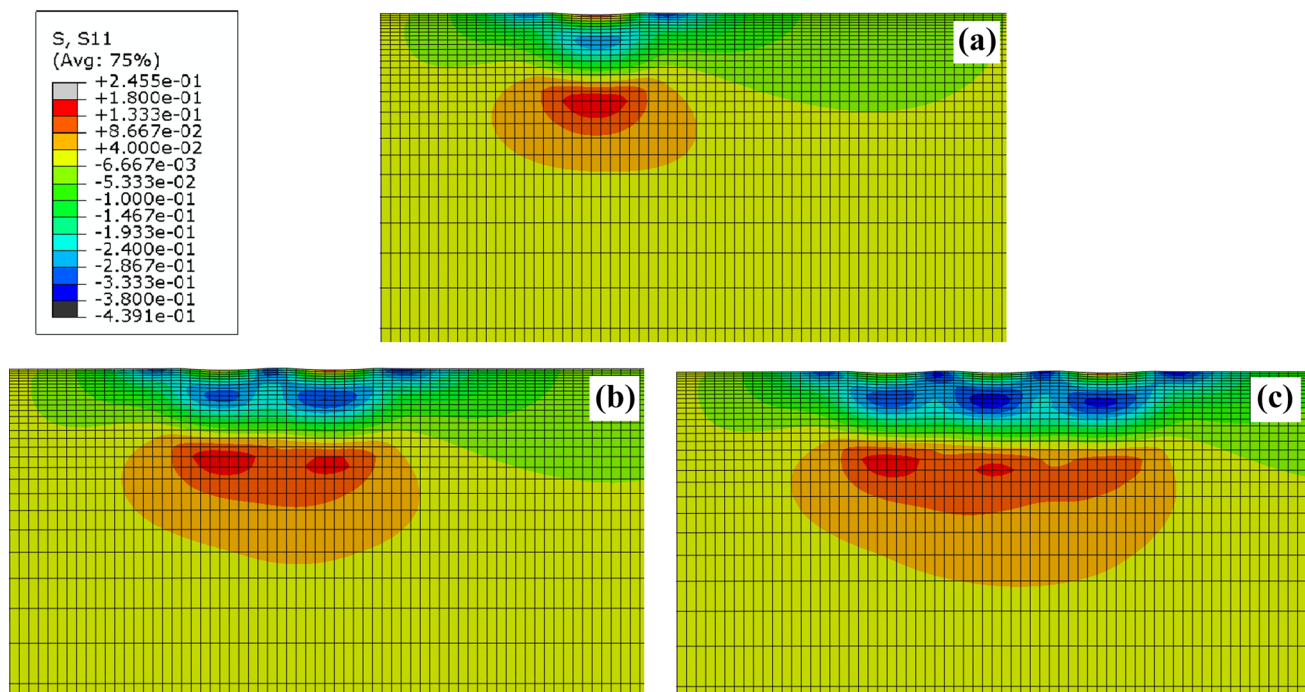 S, S11
(Avg: 75%)
+2.455e-01
+1.800e-01
+1.333e-01
+8.667e-02
+4.000e-02
-6.667e-03
-5.333e-02
-1.000e-01
-1.467e-01
-1.933e-01
-2.400e-01
-2.867e-01
-3.333e-01
-3.800e-01
-4.391e-01
(a)
(b)
(c)